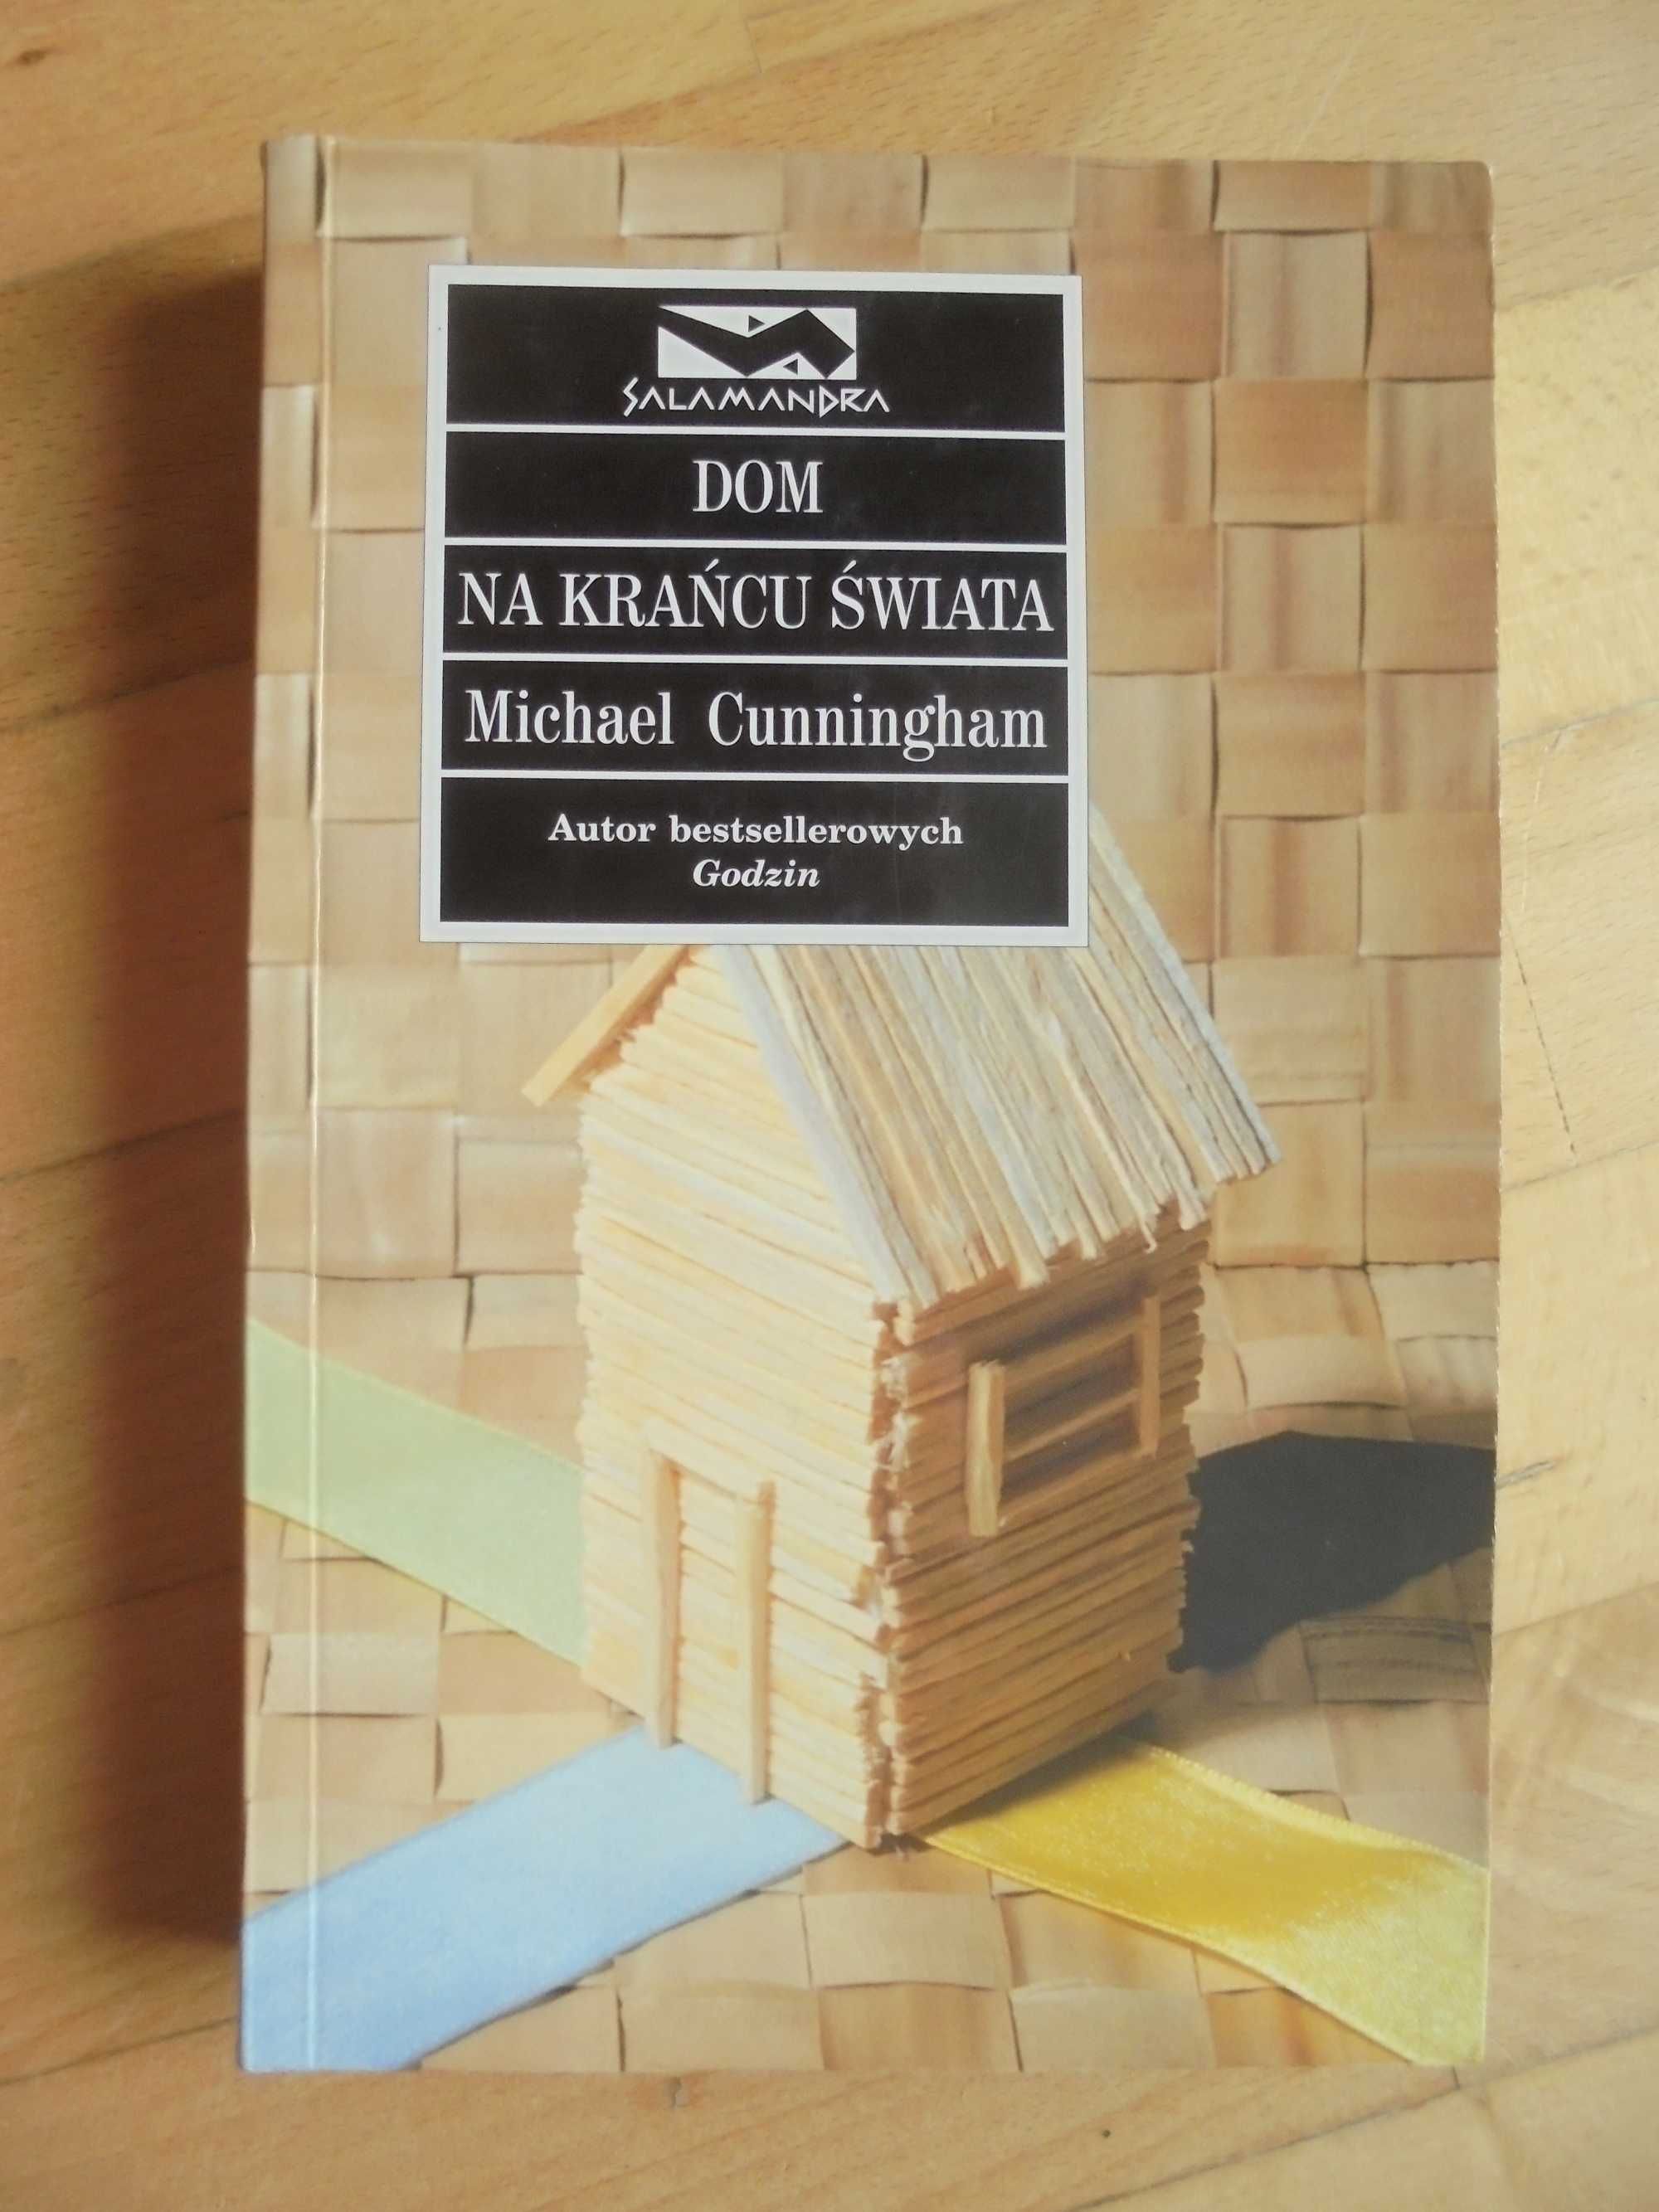 SALAMANDRA
DOM
NA KRAŃCU ŚWIATA
Michael Cunningham
Autor bestsellerowych
Godzin